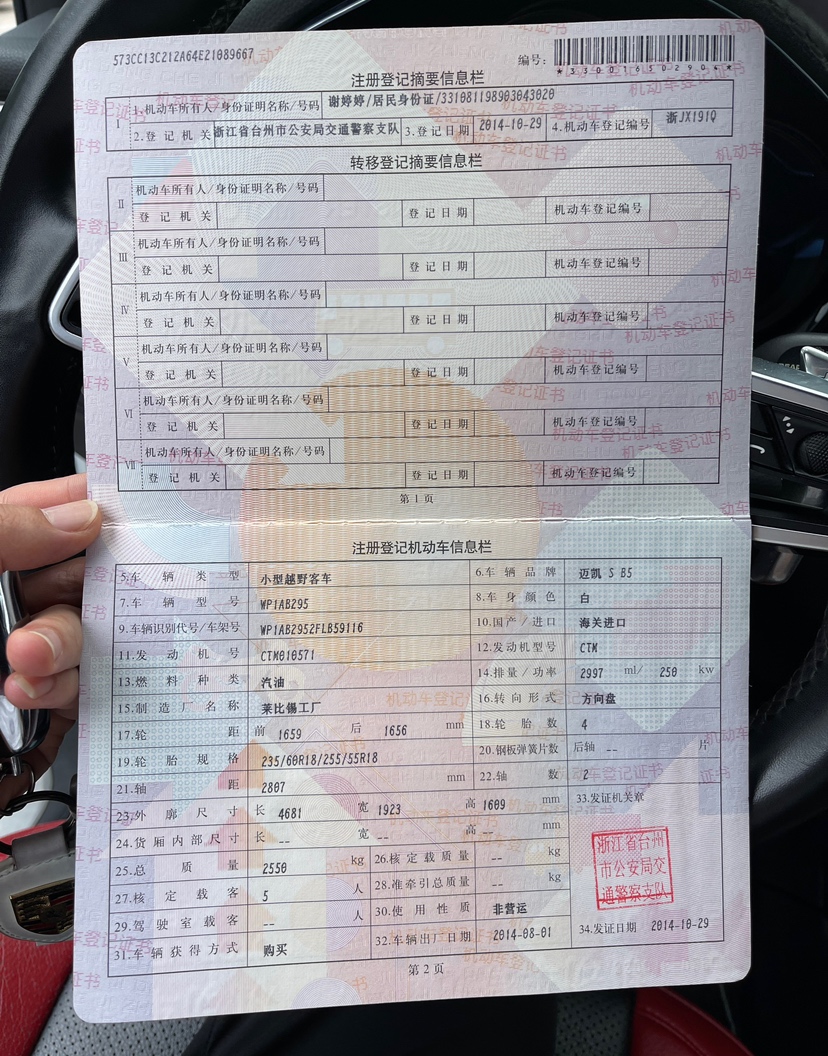 573CC13C212A64E21089667
编号:
*330016502904*
注册登记摘要信息栏
I 1.机动车所有人/身份证明名称/号码 谢婷婷/居民身份证/331081198903043020
2.登记机关 浙江省台州市公安局交通警察支队 3.登记日期 2014-10-29 4.机动车登记编号 浙JX191Q
转移登记摘要信息栏
II 机动车所有人/身份证明名称/号码
登记机关 登记日期 机动车登记编号
III 机动车所有人/身份证明名称/号码
登记机关 登记日期 机动车登记编号
IV 机动车所有人/身份证明名称/号码
登记机关 登记日期 机动车登记编号
V 机动车所有人/身份证明名称/号码
登记机关 登记日期 机动车登记编号
VI 机动车所有人/身份证明名称/号码
登记机关 登记日期 机动车登记编号
VII 机动车所有人/身份证明名称/号码
登记机关 登记日期 机动车登记编号
第1页
注册登记机动车信息栏
5.车辆类型 小型越野客车 6.车辆品牌 迈凯 S B5
7.车辆型号 WP1AB295 8.车身颜色 白
9.车辆识别代号/车架号 WP1AB2952FLB59116 10.国产/进口 海关进口
11.发动机号 CTM010571 12.发动机型号 CTM
13.燃料种类 汽油 14.排量/功率 2997 ml/ 250 kw
15.制造厂名称 莱比锡工厂 16.转向形式 方向盘
17.轮距 前 1659 后 1656 mm 18.轮胎数 4
19.轮胎规格 235/60R18/255/55R18 20.钢板弹簧片数 后轴 -- 片
21.轴距 2807 mm 22.轴数 2
23.外廓尺寸 长 4681 宽 1923 高 1609 mm 33.发证机关章
24.货厢内部尺寸 长 -- 宽 -- 高 -- mm
浙江省台州
市公安局交
通警察支队
25.总质量 2550 kg 26.核定载质量 -- kg
27.核定载客 5 人 28.准牵引总质量 -- kg
29.驾驶室载客 -- 人 30.使用性质 非营运
31.车辆获得方式 购买 32.车辆出厂日期 2014-08-01 34.发证日期 2014-10-29
第2页